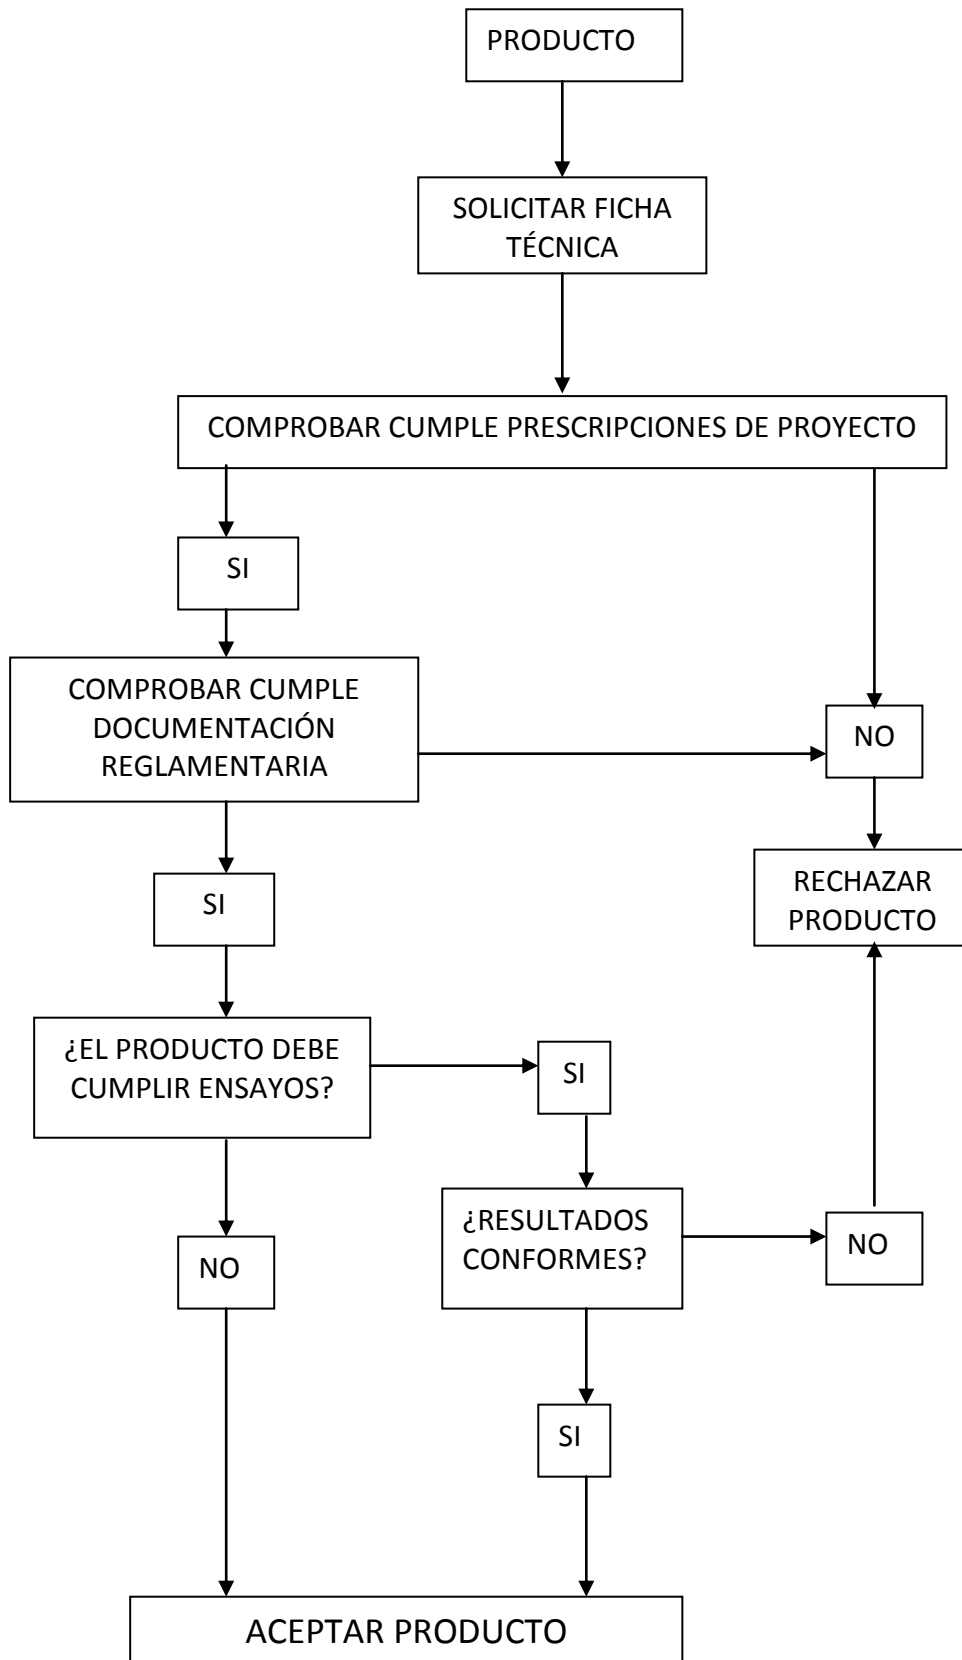 PRODUCTO
SOLICITAR FICHA
TÉCNICA
COMPROBAR CUMPLE PRESCRIPCIONES DE PROYECTO
SI
COMPROBAR CUMPLE
DOCUMENTACIÓN
REGLAMENTARIA
NO
SI
RECHAZAR
PRODUCTO
¿EL PRODUCTO DEBE
CUMPLIR ENSAYOS?
SI
¿RESULTADOS
CONFORMES?
NO
NO
SI
ACEPTAR PRODUCTO